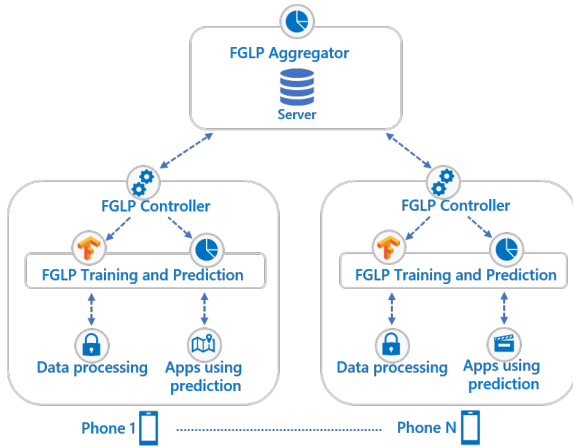 FGLP Aggregator
Server
FGLP Controller
FGLP Training and Prediction
Data processing
Apps using
prediction
Phone 1
FGLP Controller
FGLP Training and Prediction
Data processing
Apps using
prediction
Phone N